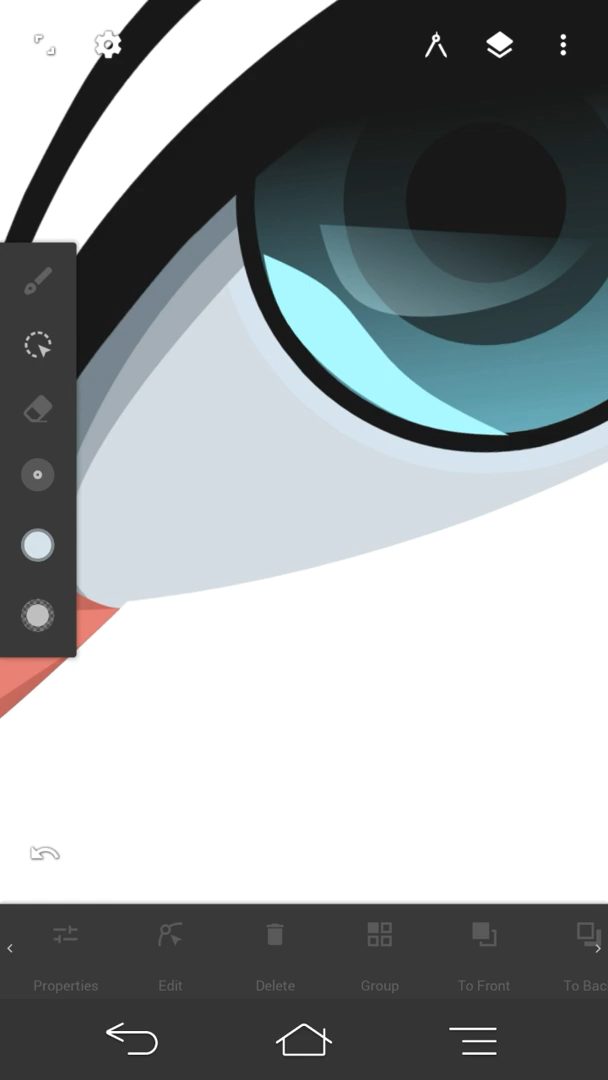 Properties
Edit
Delete
Group
To Front
To Bac